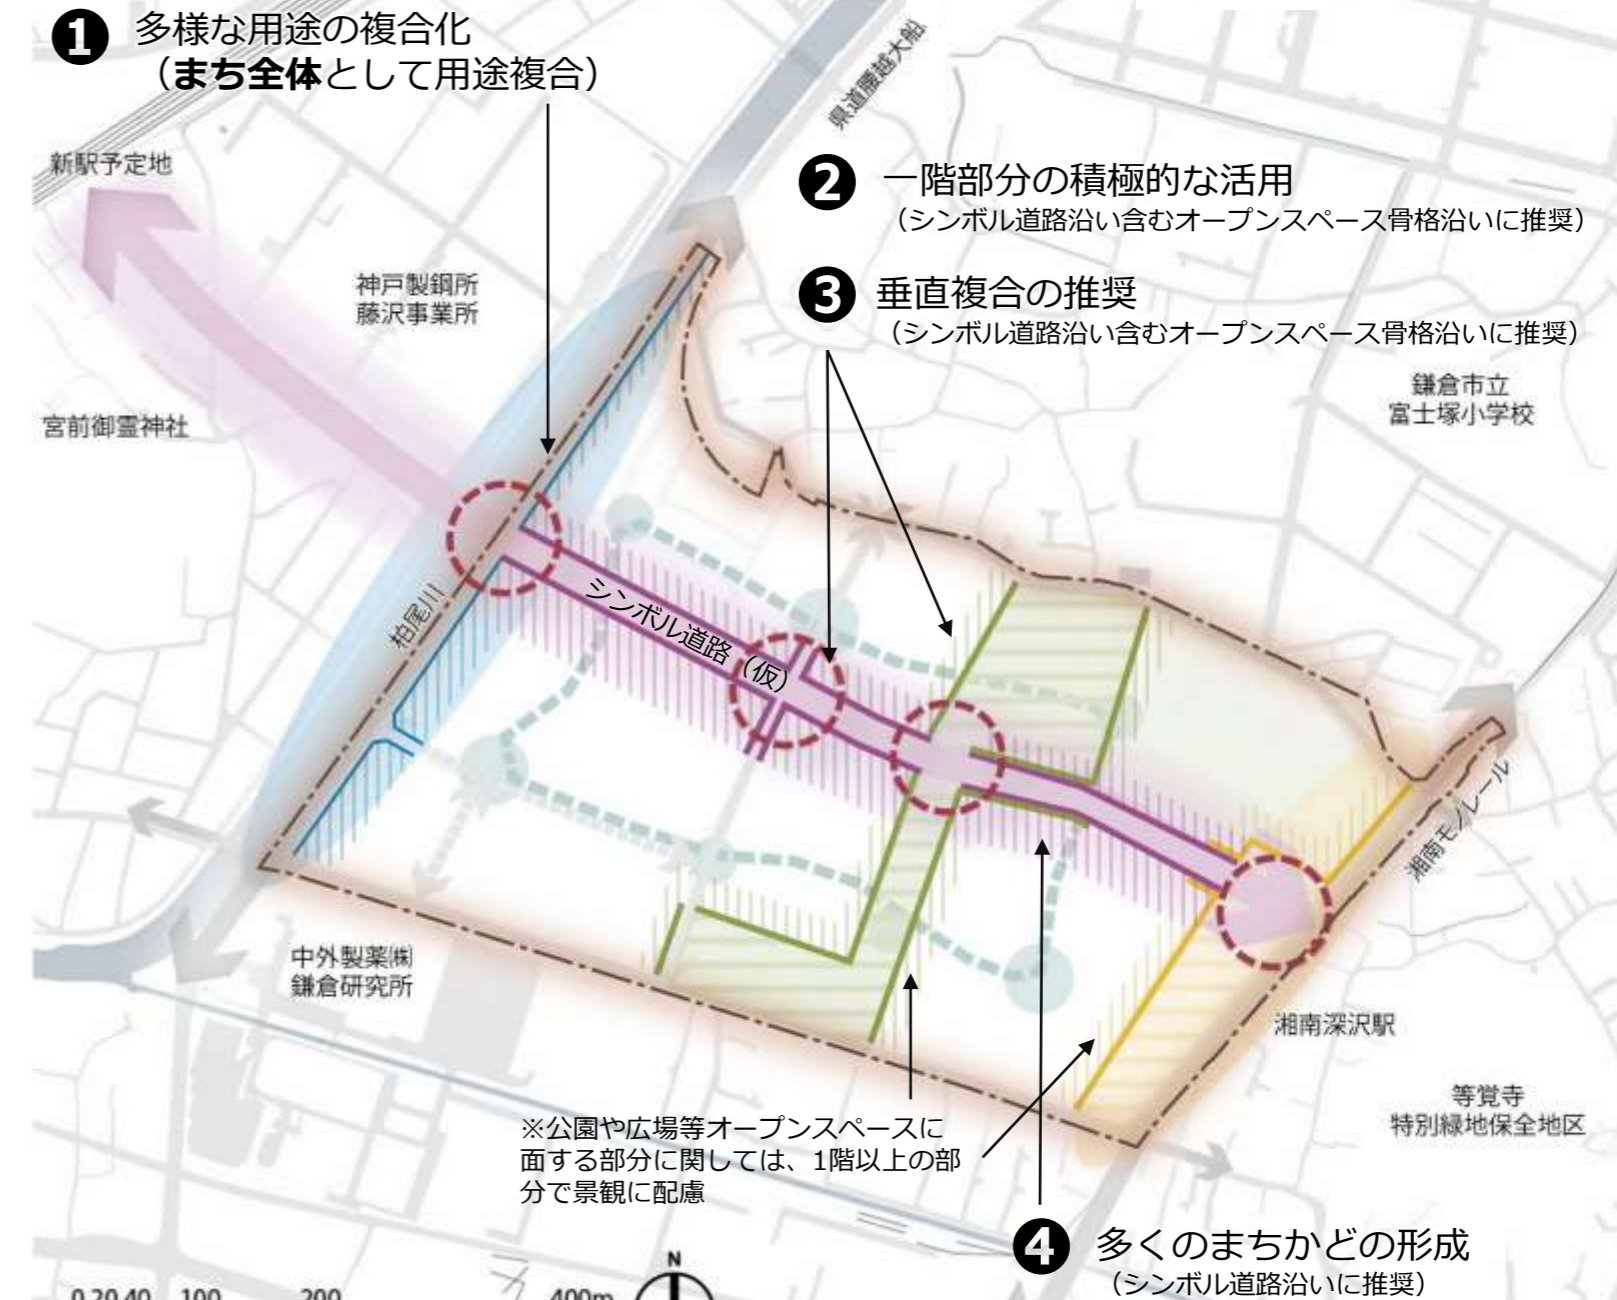 ❶ 多様な用途の複合化
（まち全体として用途複合）
県道腰越大船
新駅予定地
❷ 一階部分の積極的な活用
（シンボル道路沿い含むオープンスペース骨格沿いに推奨）
神戸製鋼所
藤沢事業所
❸ 垂直複合の推奨
（シンボル道路沿い含むオープンスペース骨格沿いに推奨）
鎌倉市立
富士塚小学校
宮前御霊神社
柏尾川
シンボル道路（仮）
湘南モノレール
中外製薬㈱
鎌倉研究所
湘南深沢駅
等覚寺
特別緑地保全地区
※公園や広場等オープンスペースに
面する部分に関しては、1階以上の部
分で景観に配慮
❹ 多くのまちかどの形成
（シンボル道路沿いに推奨）
N
0 20 40 100 200 400m